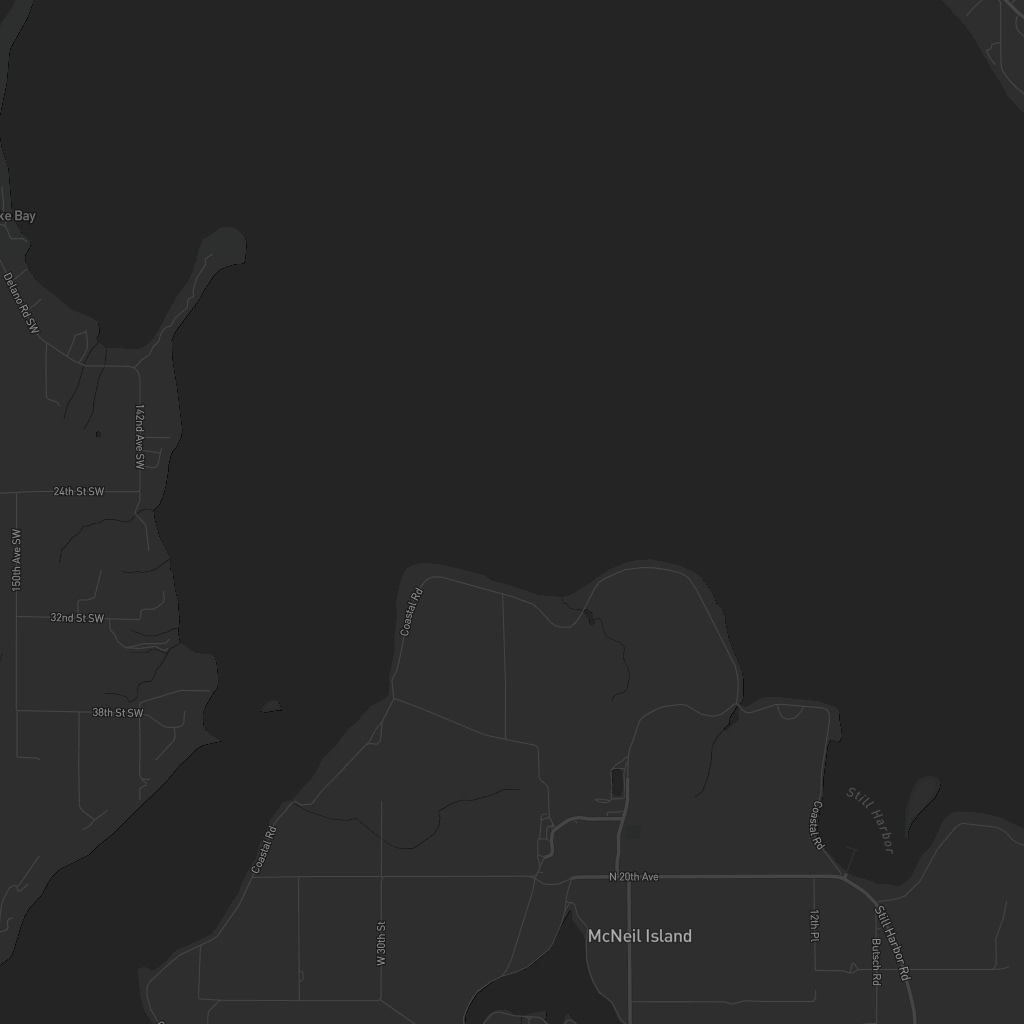 ke Bay
Delano Rd SW
142nd Ave SW
24th St SW
150th Ave SW
32nd St SW
Coastal Rd
38th St SW
Still Harbor
Coastal Rd
Coastal Rd
N 20th Ave
McNeil Island
W 30th St
12th Pl
Still Harbor Rd
Butsch Rd